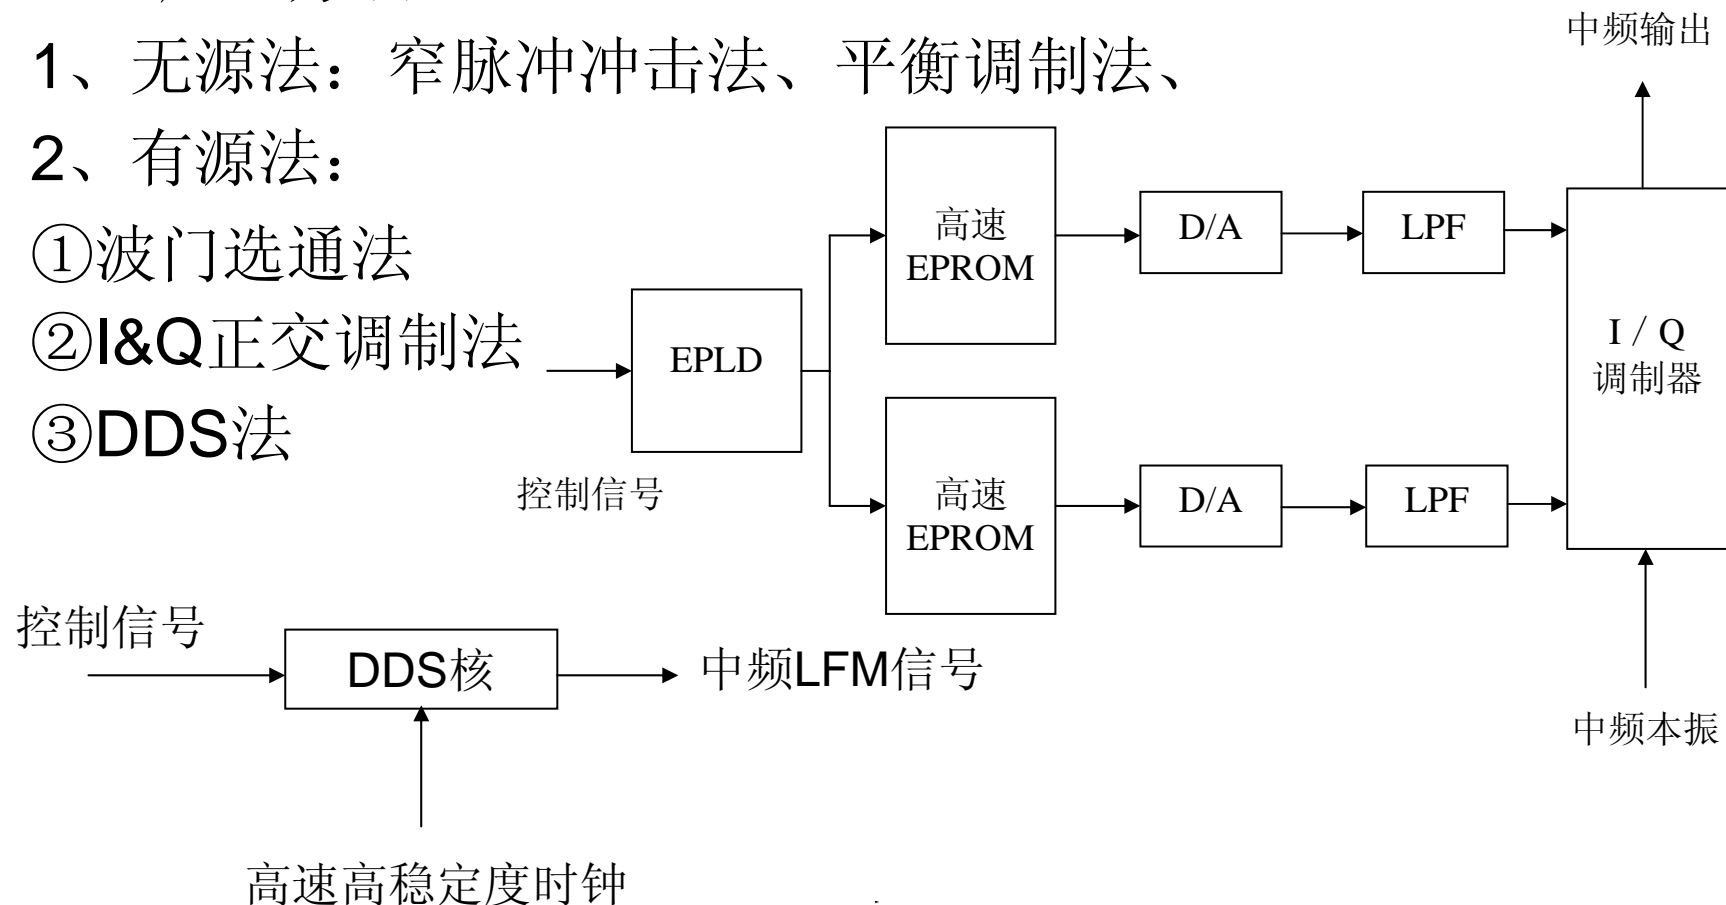 1、无源法：窄脉冲冲击法、平衡调制法、
2、有源法：
①波门选通法
②I&Q正交调制法
③DDS法
中频输出
高速
EPROM
D/A
LPF
EPLD
I / Q
调制器
控制信号
高速
EPROM
D/A
LPF
中频本振
控制信号
DDS核
中频LFM信号
高速高稳定度时钟